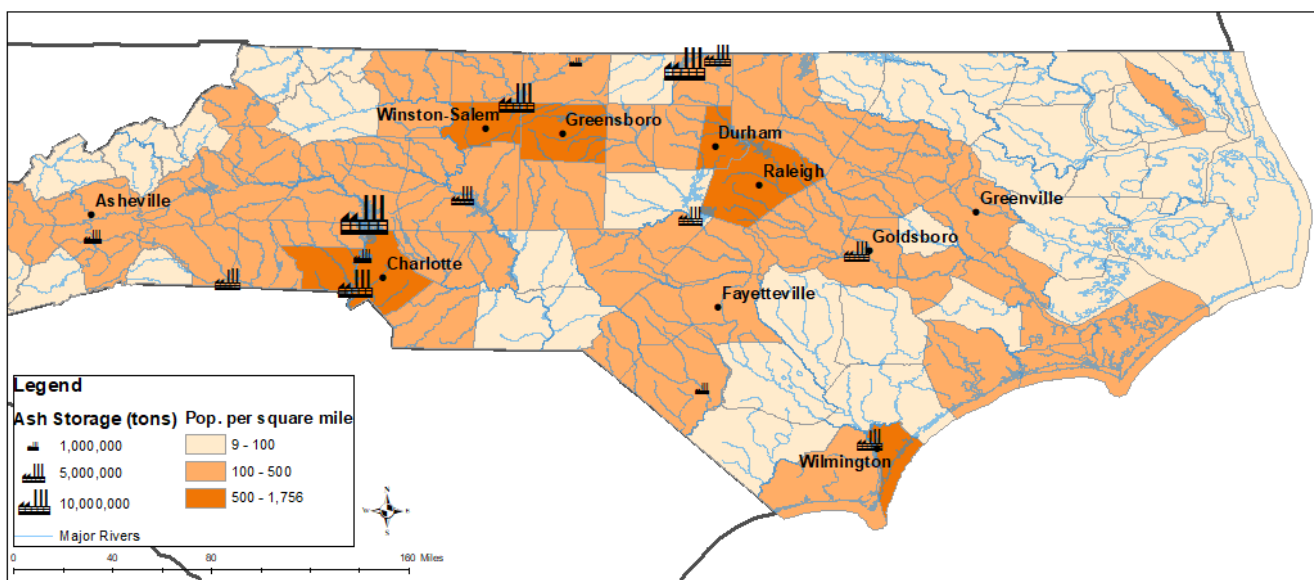 Winston-Salem
Greensboro
Durham
Raleigh
Asheville
Greenville
Goldsboro
Charlotte
Fayetteville
Wilmington
Legend
Ash Storage (tons)
1,000,000
5,000,000
10,000,000
Major Rivers
Pop. per square mile
9 - 100
100 - 500
500 - 1,756
N
W E
S
0 40 80 160 Miles